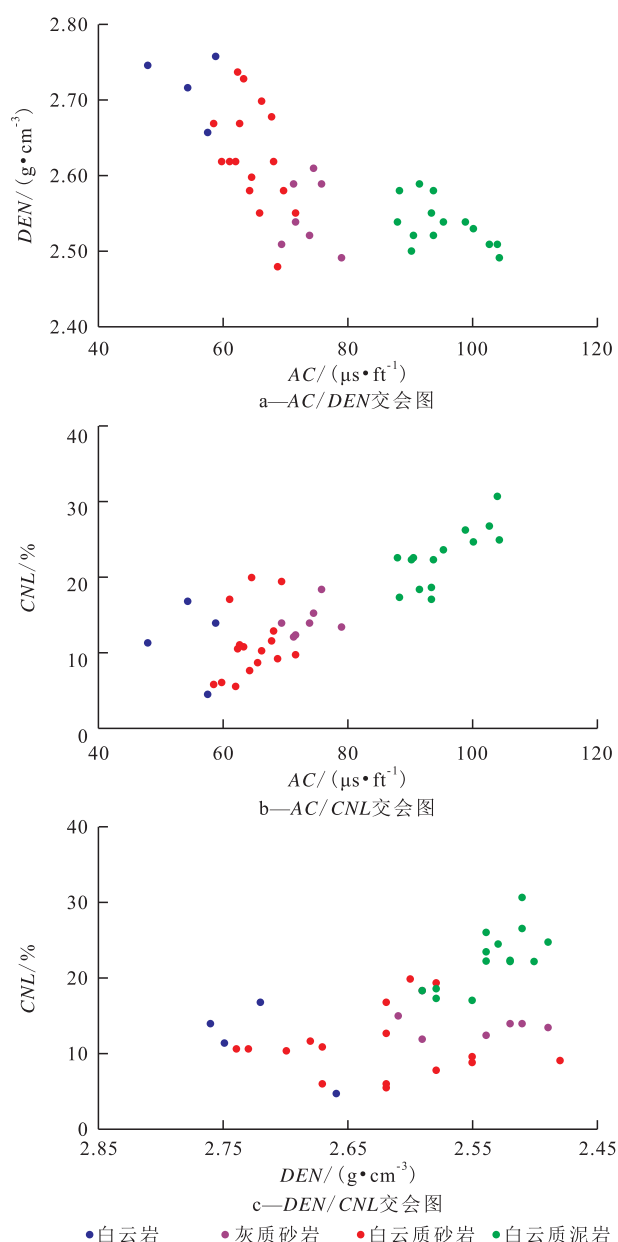 2.80
2.70
2.60
2.50
2.40
DEN/(g•cm-3)
40 60 80 100 120
AC/(μs•ft-1)
a—AC/DEN交会图
40
30
20
10
0
CNL/%
40 60 80 100 120
AC/(μs•ft-1)
b—AC/CNL交会图
40
30
20
10
0
CNL/%
2.85 2.75 2.65 2.55 2.45
DEN/(g•cm-3)
c—DEN/CNL交会图
白云岩 灰质砂岩 白云质砂岩 白云质泥岩